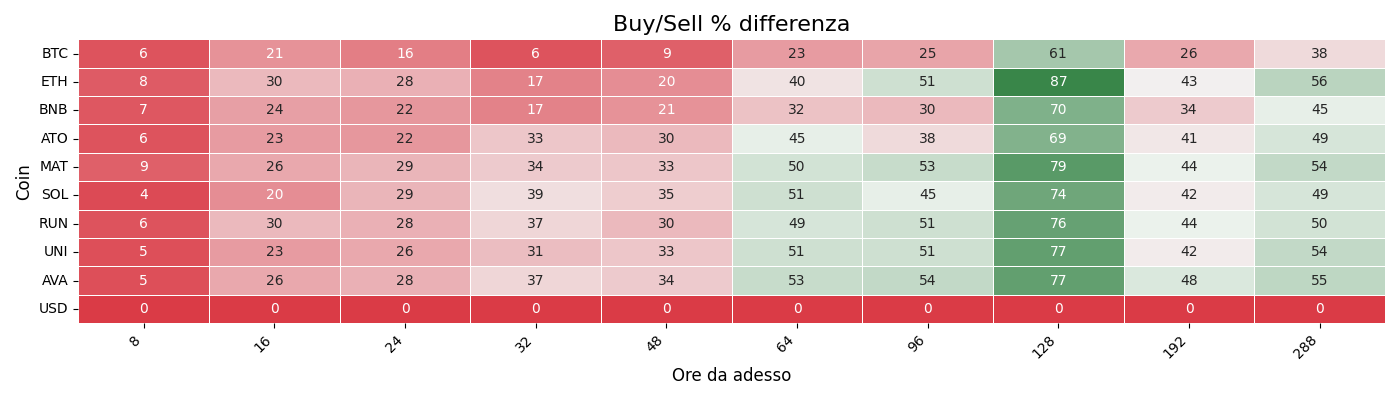 Buy/Sell % differenza
Coin
BTC 6 21 16 6 9 23 25 61 26 38
ETH 8 30 28 17 20 40 51 87 43 56
BNB 7 24 22 17 21 32 30 70 34 45
ATO 6 23 22 33 30 45 38 69 41 49
MAT 9 26 29 34 33 50 53 79 44 54
SOL 4 20 29 39 35 51 45 74 42 49
RUN 6 30 28 37 30 49 51 76 44 50
UNI 5 23 26 31 33 51 51 77 42 54
AVA 5 26 28 37 34 53 54 77 48 55
USD 0 0 0 0 0 0 0 0 0 0
8 16 24 32 48 64 96 128 192 288
Ore da adesso